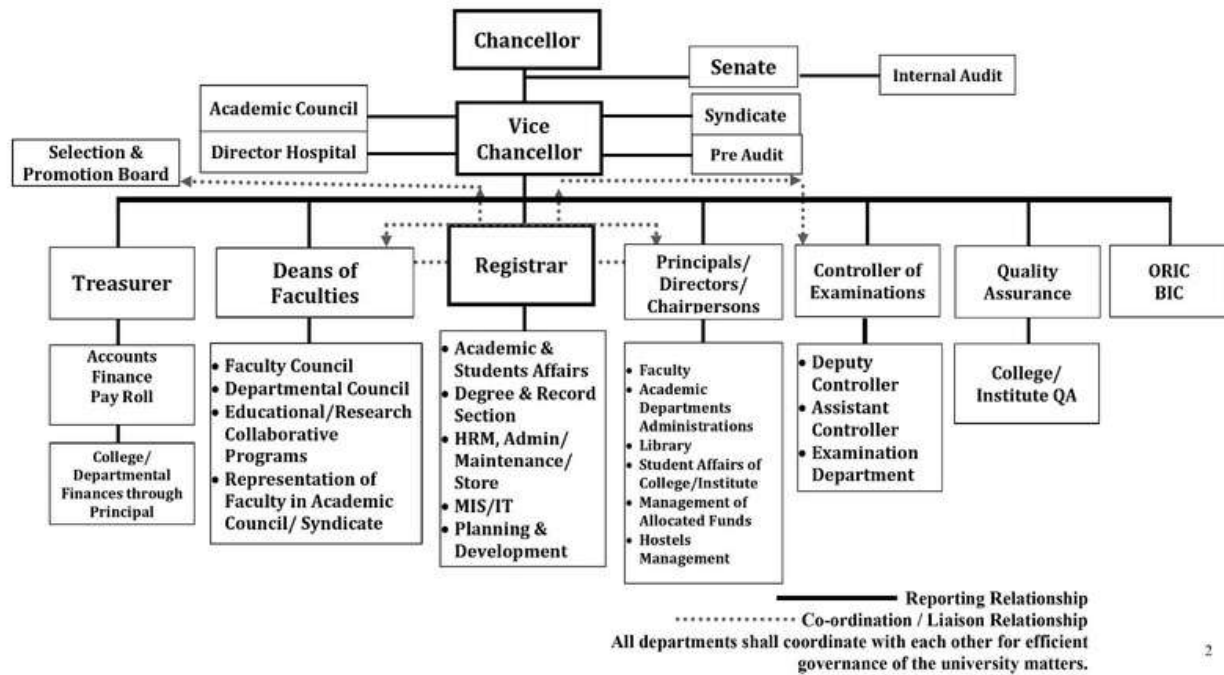 Chancellor
Senate
Internal Audit
Academic Council
Director Hospital
Vice
Chancellor
Syndicate
Pre Audit
Selection &
Promotion Board
Treasurer
Deans of
Faculties
Registrar
Principals/
Directors/
Chairpersons
Controller of
Examinations
Quality
Assurance
ORIC
BIC
Accounts
Finance
Pay Roll
College/
Departmental
Finances through
Principal
• Faculty Council
• Departmental Council
• Educational/Research
Collaborative
Programs
• Representation of
Faculty in Academic
Council/ Syndicate
• Academic &
Students Affairs
• Degree & Record
Section
• HRM, Admin/
Maintenance/
Store
• MIS/IT
• Planning &
Development
• Faculty
• Academic
Departments
Administrations
• Library
• Student Affairs of
College/Institute
• Management of
Allocated Funds
• Hostels
Management
• Deputy
Controller
• Assistant
Controller
• Examination
Department
College/
Institute QA
Reporting Relationship
Co-ordination / Liaison Relationship
All departments shall coordinate with each other for efficient
governance of the university matters.
2